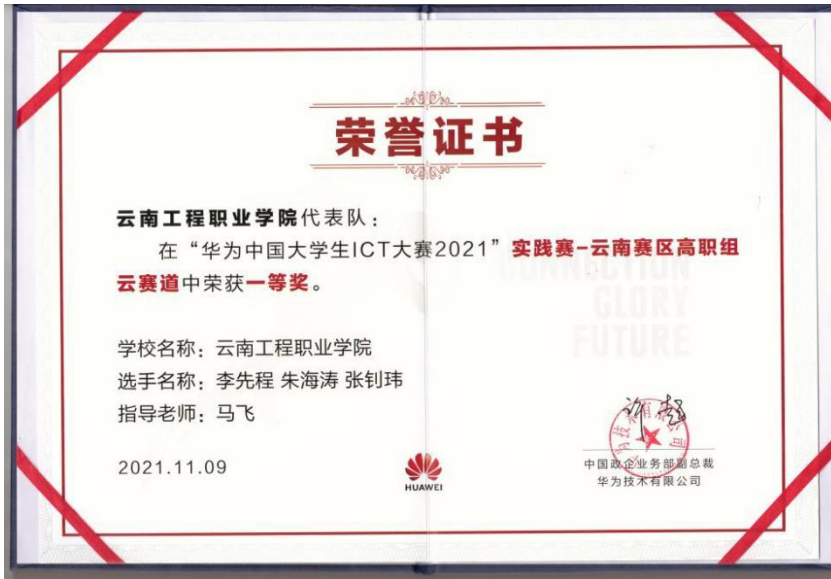 荣誉证书
云南工程职业学院代表队：
在“华为中国大学生ICT大赛2021”实践赛-云南赛区高职组
云赛道中荣获一等奖。
CONNECTION
GLORY
FUTURE
学校名称：云南工程职业学院
选手名称：李先程 朱海涛 张钊玮
指导老师：马飞
2021.11.09
HUAWEI
中国政企业务部副总裁
华为技术有限公司